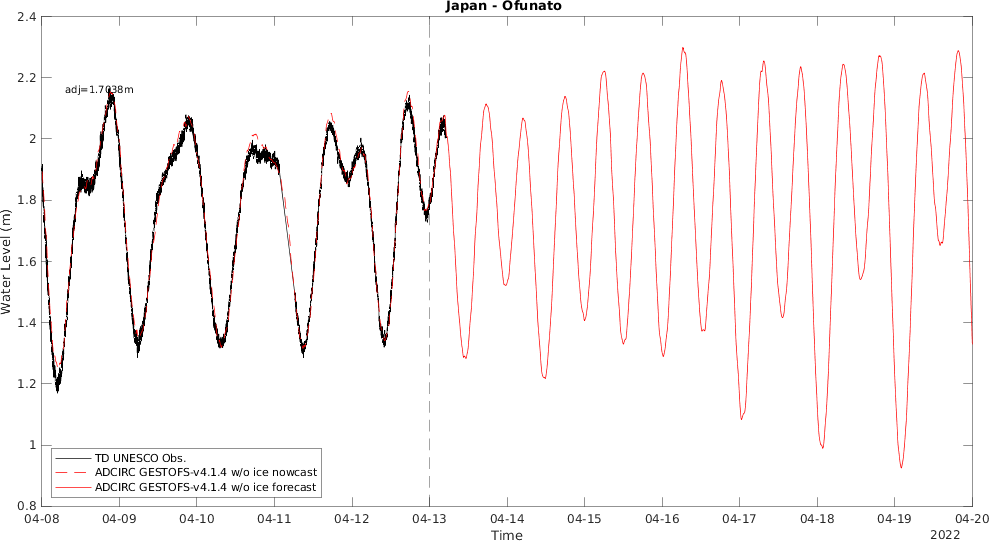 Japan - Ofunato
2.4
2.2
2
1.8
1.6
1.4
1.2
1
0.8
Water Level (m)
adj=1.7038m
TD UNESCO Obs.
ADCIRC GESTOFS-v4.1.4 w/o ice nowcast
ADCIRC GESTOFS-v4.1.4 w/o ice forecast
04-08 04-09 04-10 04-11 04-12 04-13 04-14 04-15 04-16 04-17 04-18 04-19 04-20
Time
2022